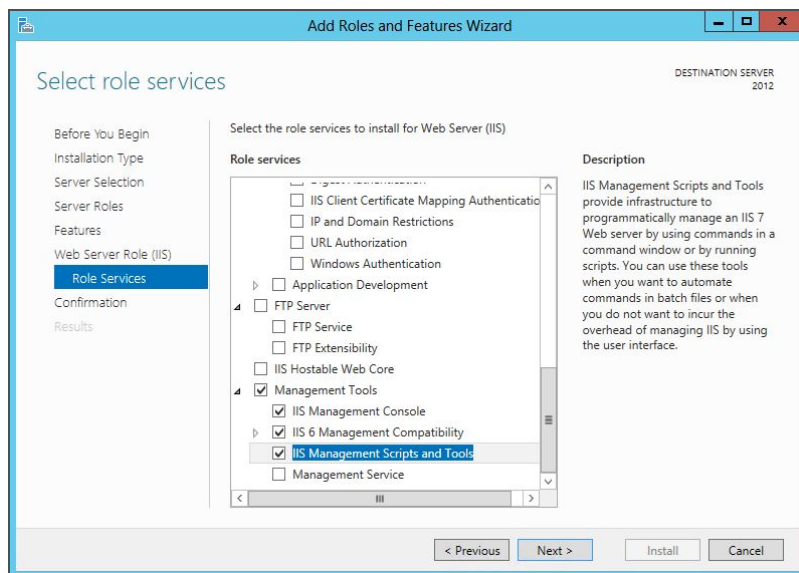 Add Roles and Features Wizard
Select role services
DESTINATION SERVER
2012
Before You Begin
Installation Type
Server Selection
Server Roles
Features
Web Server Role (IIS)
Role Services
Confirmation
Results
Select the role services to install for Web Server (IIS)
Role services
Digest Authentication
IIS Client Certificate Mapping Authenticatio
IP and Domain Restrictions
URL Authorization
Windows Authentication
Application Development
FTP Server
FTP Service
FTP Extensibility
IIS Hostable Web Core
Management Tools
IIS Management Console
IIS 6 Management Compatibility
IIS Management Scripts and Tools
Management Service
Description
IIS Management Scripts and Tools
provide infrastructure to
programmatically manage an IIS 7
Web server by using commands in a
command window or by running
scripts. You can use these tools
when you want to automate
commands in batch files or when
you do not want to incur the
overhead of managing IIS by using
the user interface.
< Previous
Next >
Install
Cancel